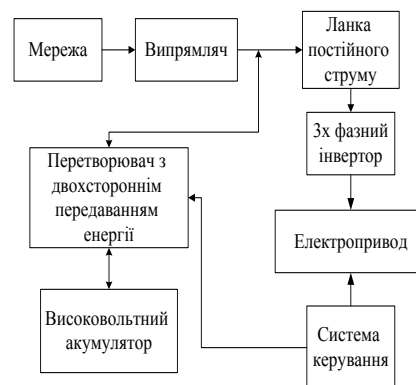 Мережа
Випрямляч
Ланка
постійного
струму
3х фазний
інвертор
Перетворювач з
двохстороннім
передаванням
енергії
Електропривод
Високовольтний
акумулятор
Система
керування